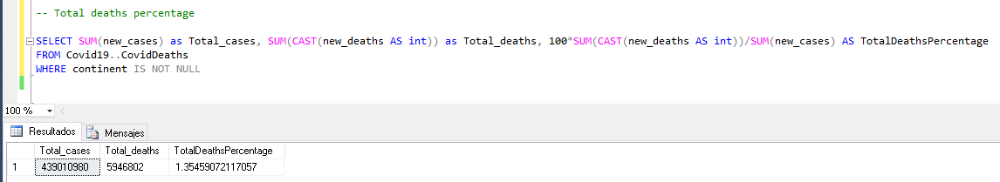 -- Total deaths percentage
SELECT SUM(new_cases) as Total_cases, SUM(CAST(new_deaths AS int)) as Total_deaths, 100*SUM(CAST(new_deaths AS int))/SUM(new_cases) AS TotalDeathsPercentage
FROM Covid19..CovidDeaths
WHERE continent IS NOT NULL
100 %
Resultados Mensajes
Total_cases Total_deaths TotalDeathsPercentage
1 439010980 5946802 1.35459072117057